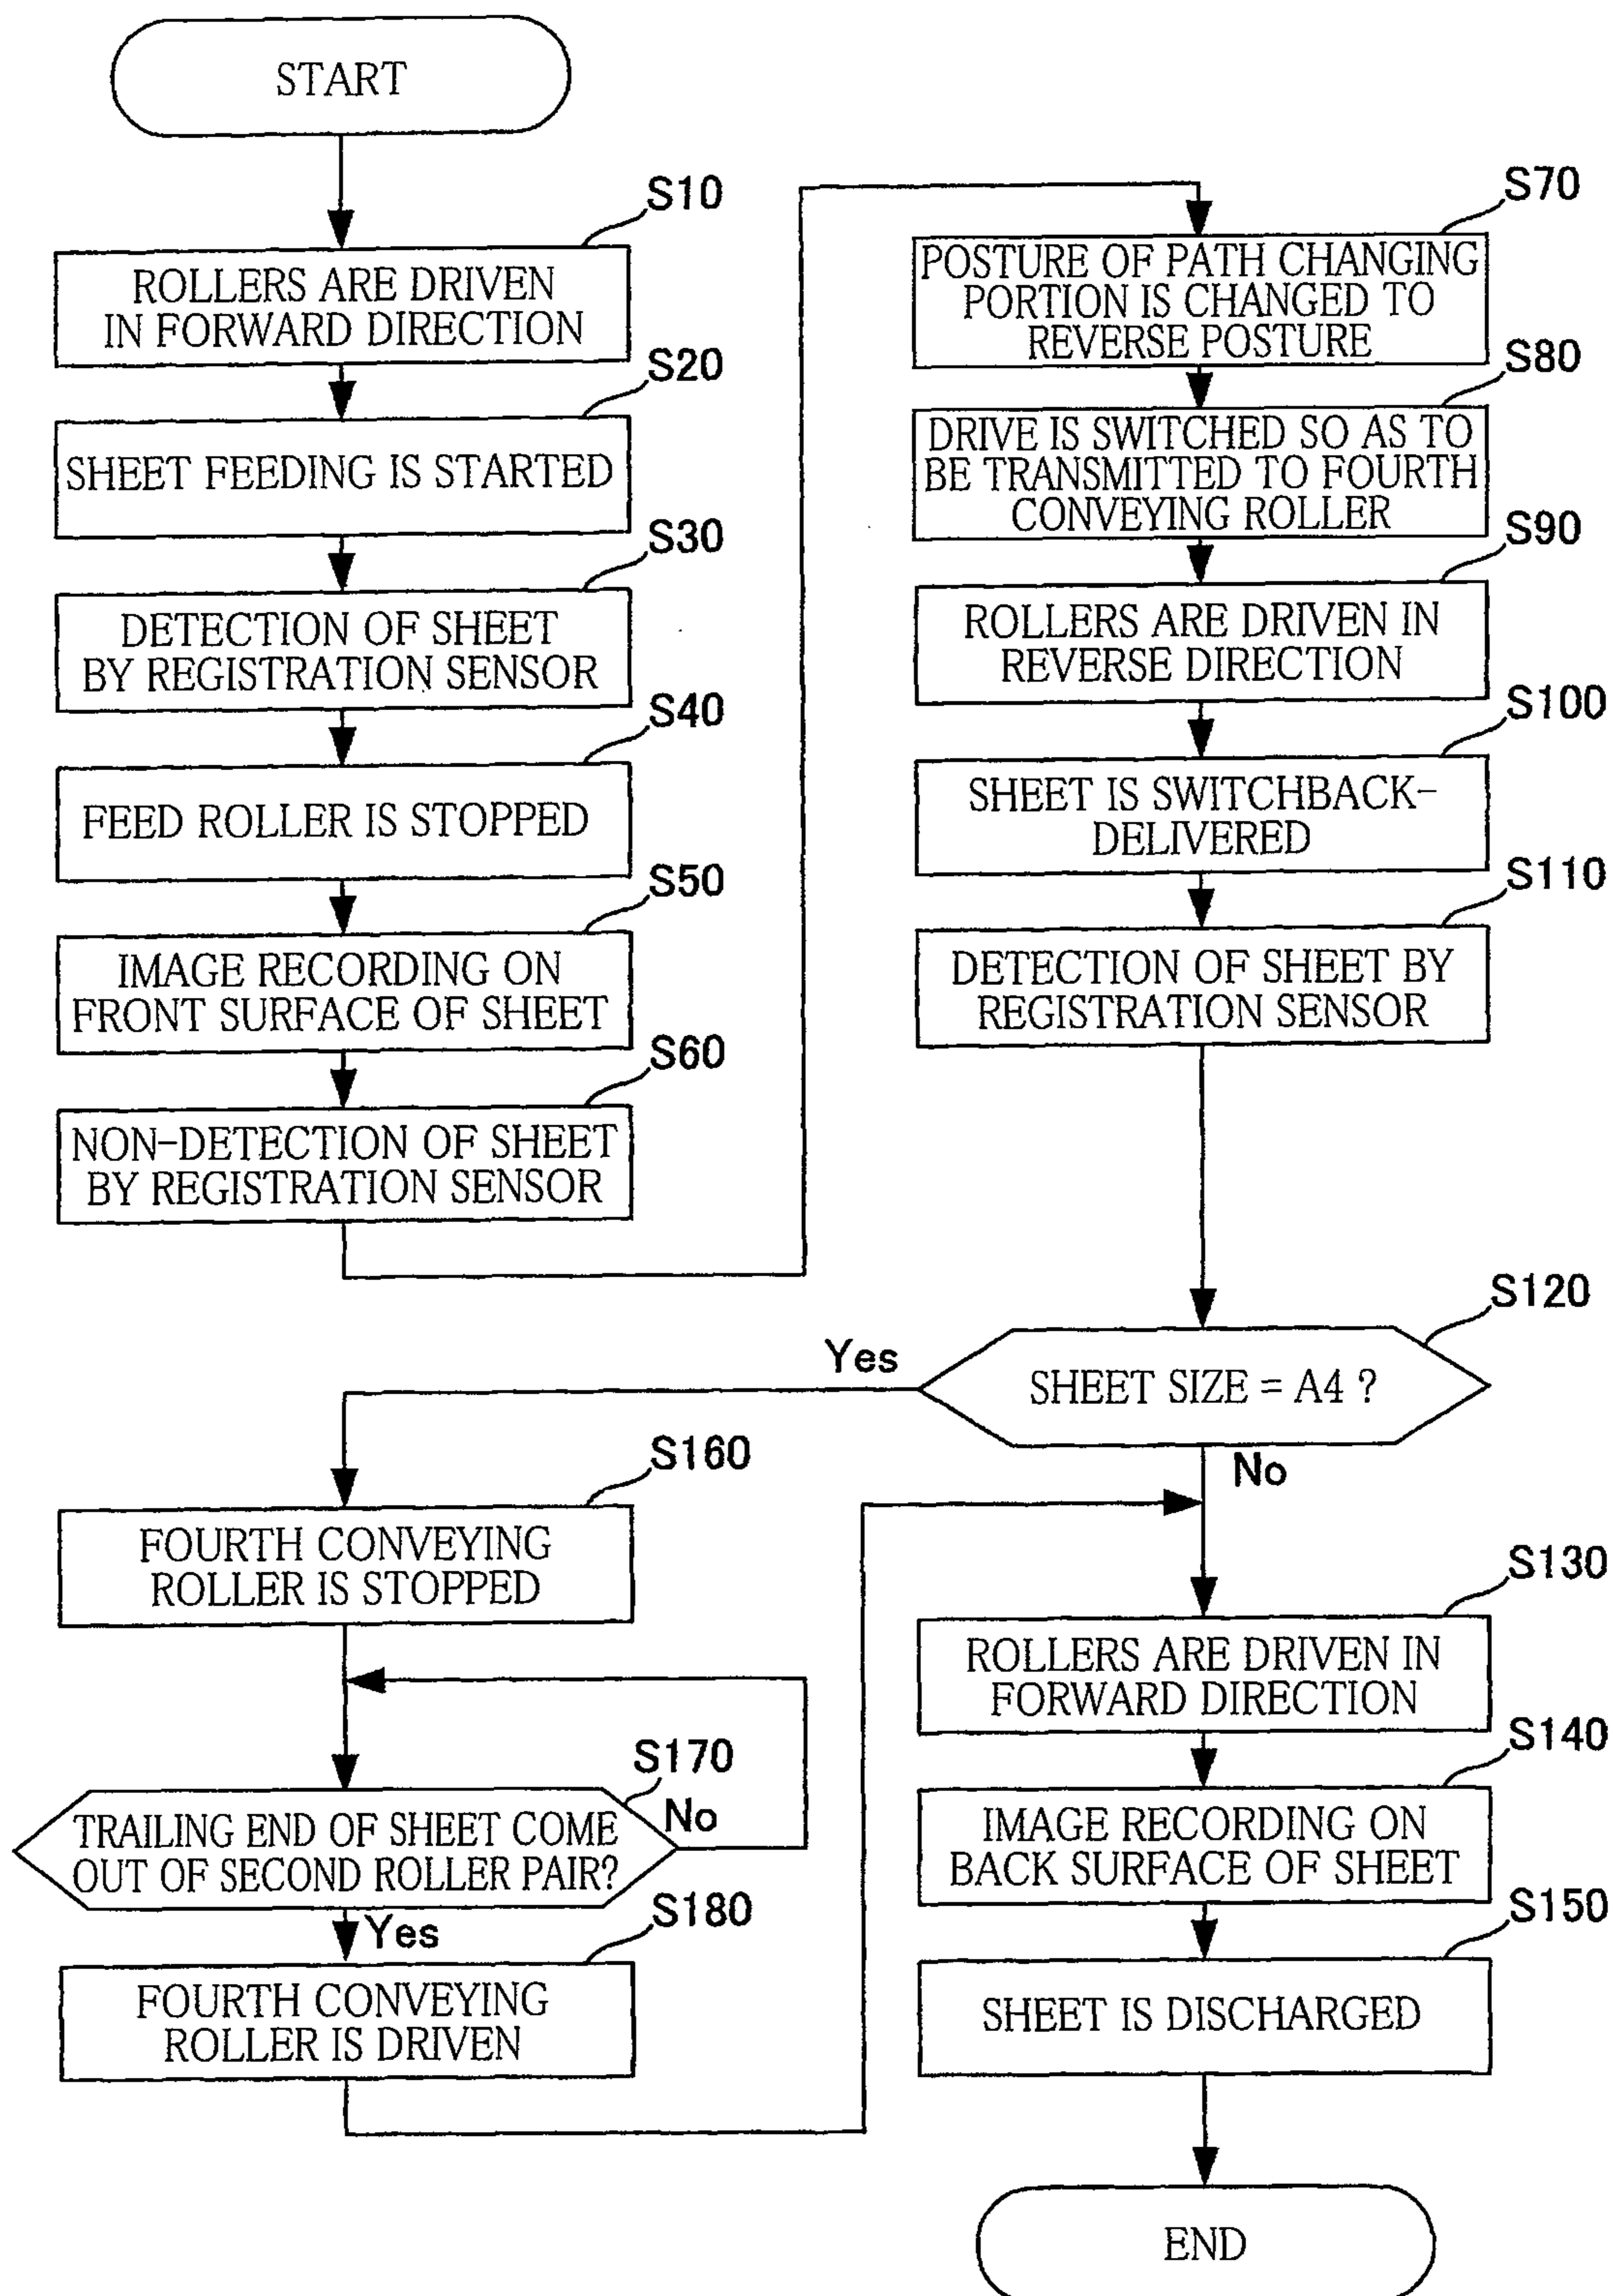 START
S10
ROLLERS ARE DRIVEN
IN FORWARD DIRECTION
S20
SHEET FEEDING IS STARTED
S30
DETECTION OF SHEET
BY REGISTRATION SENSOR
S40
FEED ROLLER IS STOPPED
S50
IMAGE RECORDING ON
FRONT SURFACE OF SHEET
S60
NON-DETECTION OF SHEET
BY REGISTRATION SENSOR
S70
POSTURE OF PATH CHANGING
PORTION IS CHANGED TO
REVERSE POSTURE
S80
DRIVE IS SWITCHED SO AS TO
BE TRANSMITTED TO FOURTH
CONVEYING ROLLER
S90
ROLLERS ARE DRIVEN IN
REVERSE DIRECTION
S100
SHEET IS SWITCHBACK-
DELIVERED
S110
DETECTION OF SHEET BY
REGISTRATION SENSOR
S120
SHEET SIZE = A4 ?
Yes
No
S160
FOURTH CONVEYING
ROLLER IS STOPPED
S170
TRAILING END OF SHEET COME
OUT OF SECOND ROLLER PAIR?
No
Yes
S180
FOURTH CONVEYING
ROLLER IS DRIVEN
S130
ROLLERS ARE DRIVEN IN
FORWARD DIRECTION
S140
IMAGE RECORDING ON
BACK SURFACE OF SHEET
S150
SHEET IS DISCHARGED
END